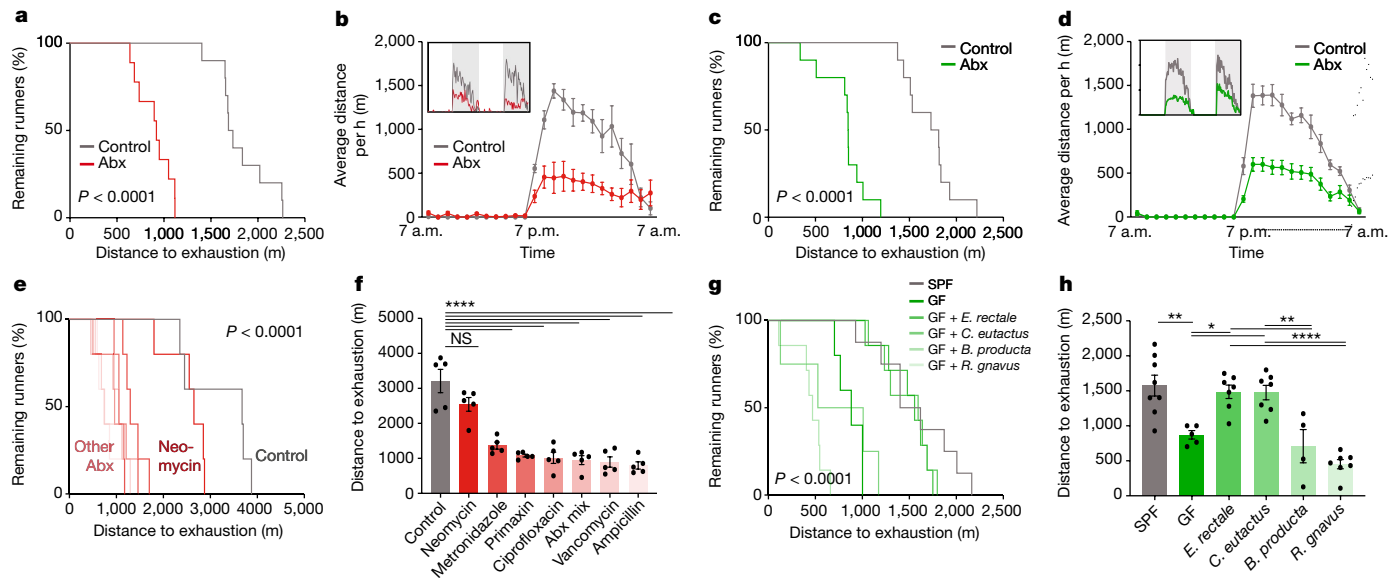 a
Remaining runners (%)
100
50
0
Control
Abx
P < 0.0001
0 500 1,000 1,500 2,000 2,500
Distance to exhaustion (m)
b
Average distance
per h (m)
2,000
1,500
1,000
500
0
Control
Abx
7 a.m. 7 p.m. 7 a.m.
Time
c
Remaining runners (%)
100
50
0
Control
Abx
0 500 1,000 1,500 2,000 2,500
Distance to exhaustion (m)
d
Average distance per h (m)
2,000
1,500
1,000
500
0
Control
Abx
7 a.m. 7 p.m. 7 a.m.
Time
e
Remaining runners (%)
100
50
0
P < 0.0001
Other
Abx
Neo-
mycin
Control
0 1,000 2,000 3,000 4,000 5,000
Distance to exhaustion (m)
f
Distance to exhaustion (m)
5000
4000
3000
2000
1000
0
****
NS
Control
Neomycin
Metronidazole
Primaxin
Ciprofloxacin
Abx mix
Vancomycin
Ampicillin
g
Remaining runners (%)
100
50
0
SPF
GF
GF + E. rectale
GF + C. eutactus
GF + B. producta
GF + R. gnavus
P < 0.0001
0 500 1,000 1,500 2,000 2,500
Distance to exhaustion (m)
h
Distance to exhaustion (m)
2,500
2,000
1,500
1,000
500
0
** * ** ****
SPF
GF
E. rectale
C. eutactus
B. producta
R. gnavus